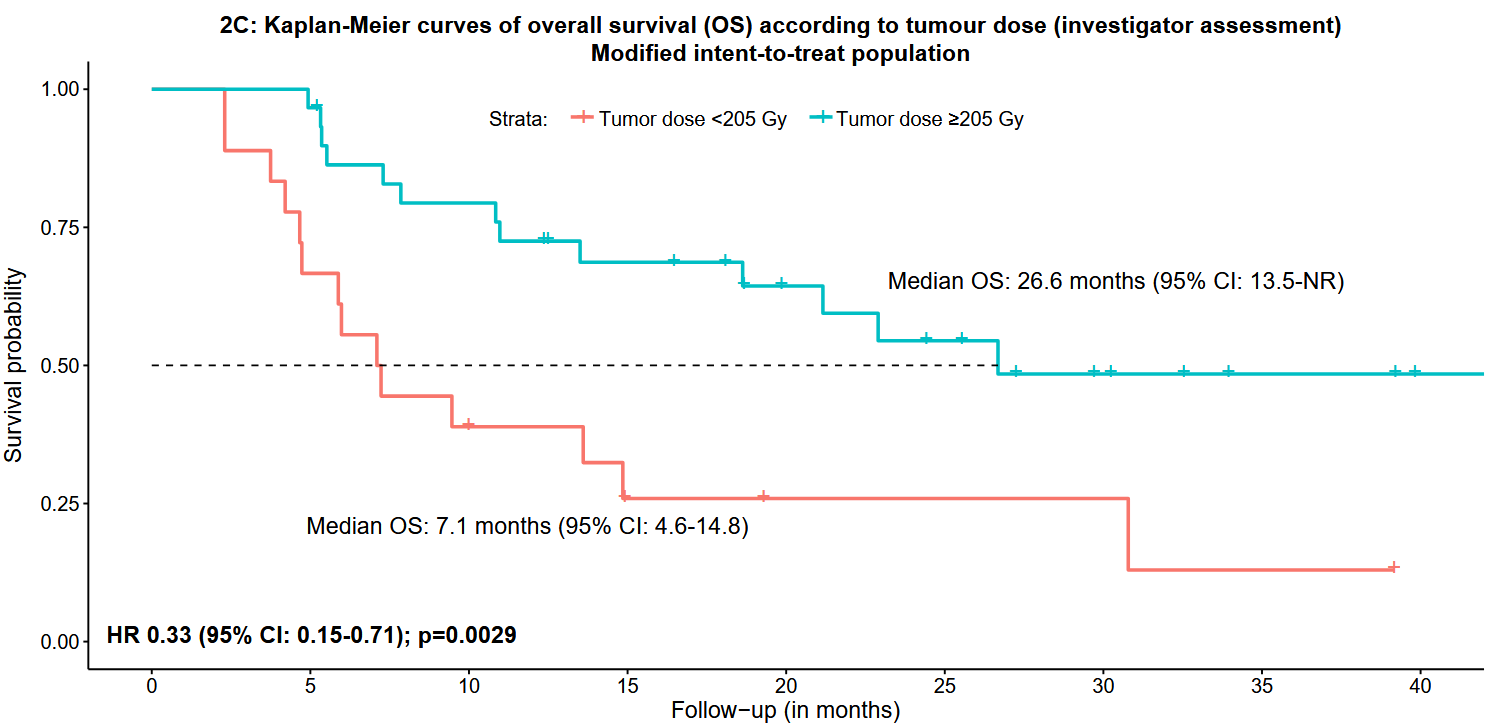 2C: Kaplan-Meier curves of overall survival (OS) according to tumour dose (investigator assessment)
Modified intent-to-treat population
Strata: Tumor dose <205 Gy Tumor dose ≥205 Gy
1.00
0.75
0.50
0.25
0.00
Survival probability
Median OS: 26.6 months (95% CI: 13.5-NR)
Median OS: 7.1 months (95% CI: 4.6-14.8)
HR 0.33 (95% CI: 0.15-0.71); p=0.0029
0 5 10 15 20 25 30 35 40
Follow−up (in months)